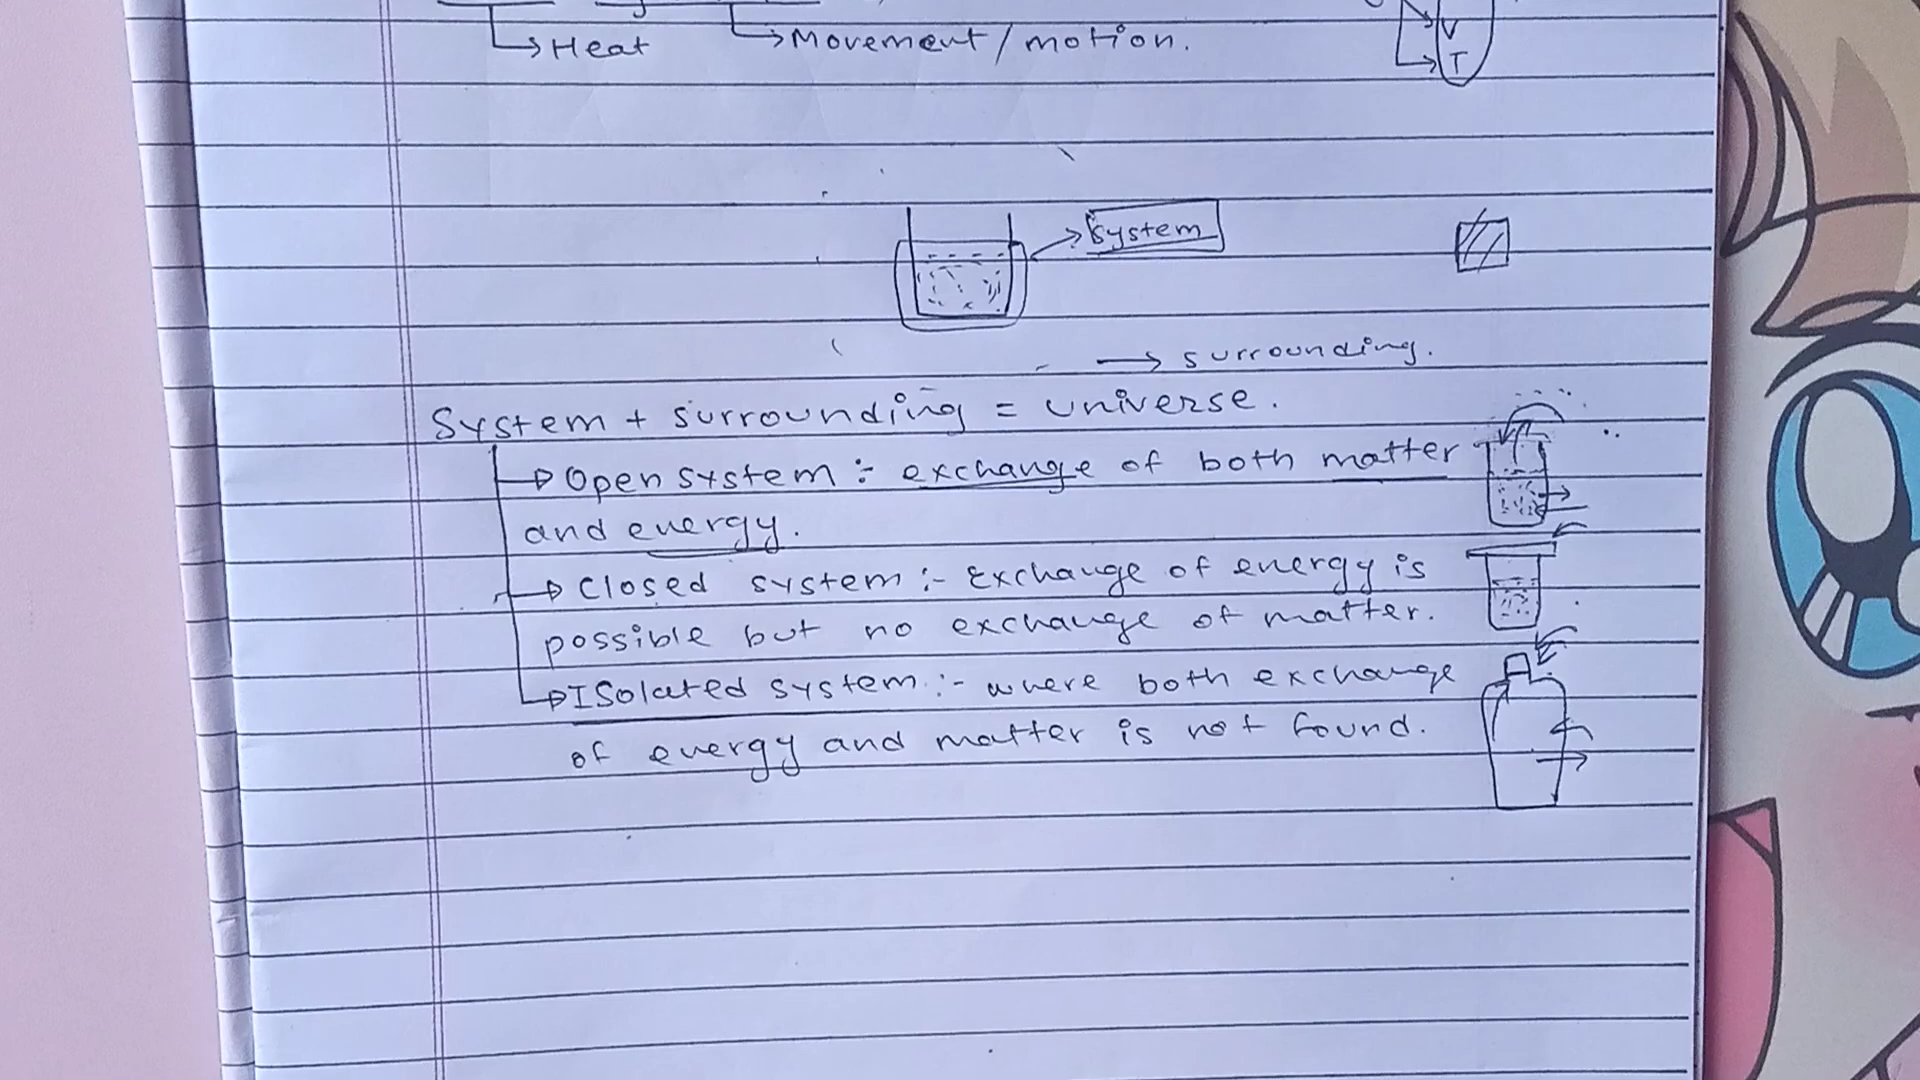 Heat
Movement / motion.
V
T
System
surrounding.
System + surrounding = universe.
Open system :- exchange of both matter
and energy.
Closed system :- Exchange of energy is
possible but no exchange of matter.
ISolated system :- where both exchange
of energy and matter is not found.